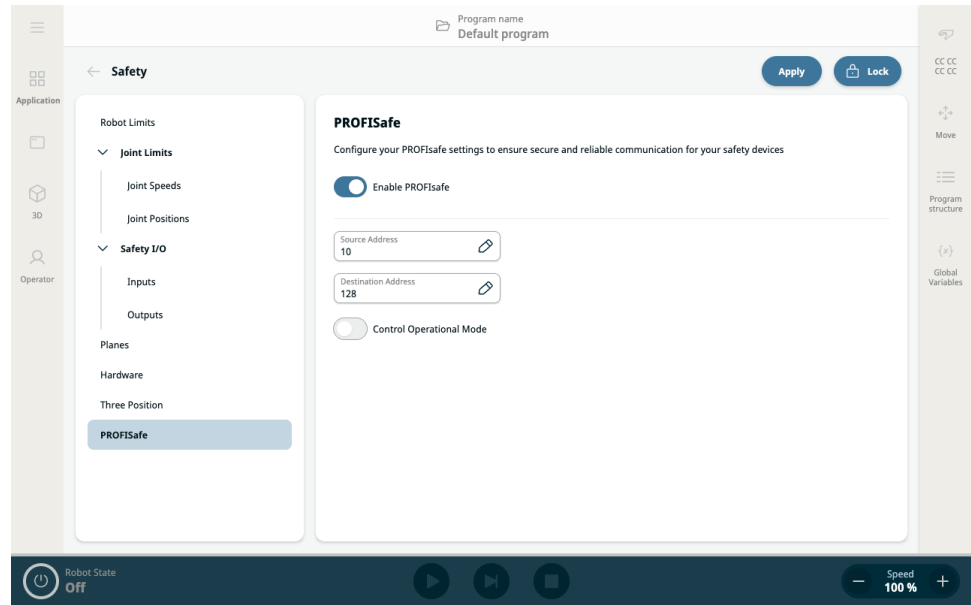 Program name
Default program
Application
3D
Operator
Safety
Apply
Lock
Robot Limits
Joint Limits
Joint Speeds
Joint Positions
Safety I/O
Inputs
Outputs
Planes
Hardware
Three Position
PROFISafe
PROFISafe
Configure your PROFIsafe settings to ensure secure and reliable communication for your safety devices
Enable PROFIsafe
Source Address
10
Destination Address
128
Control Operational Mode
CC CC
CC CC
Move
Program
structure
{x}
Global
Variables
Robot State
Off
Speed
100 %